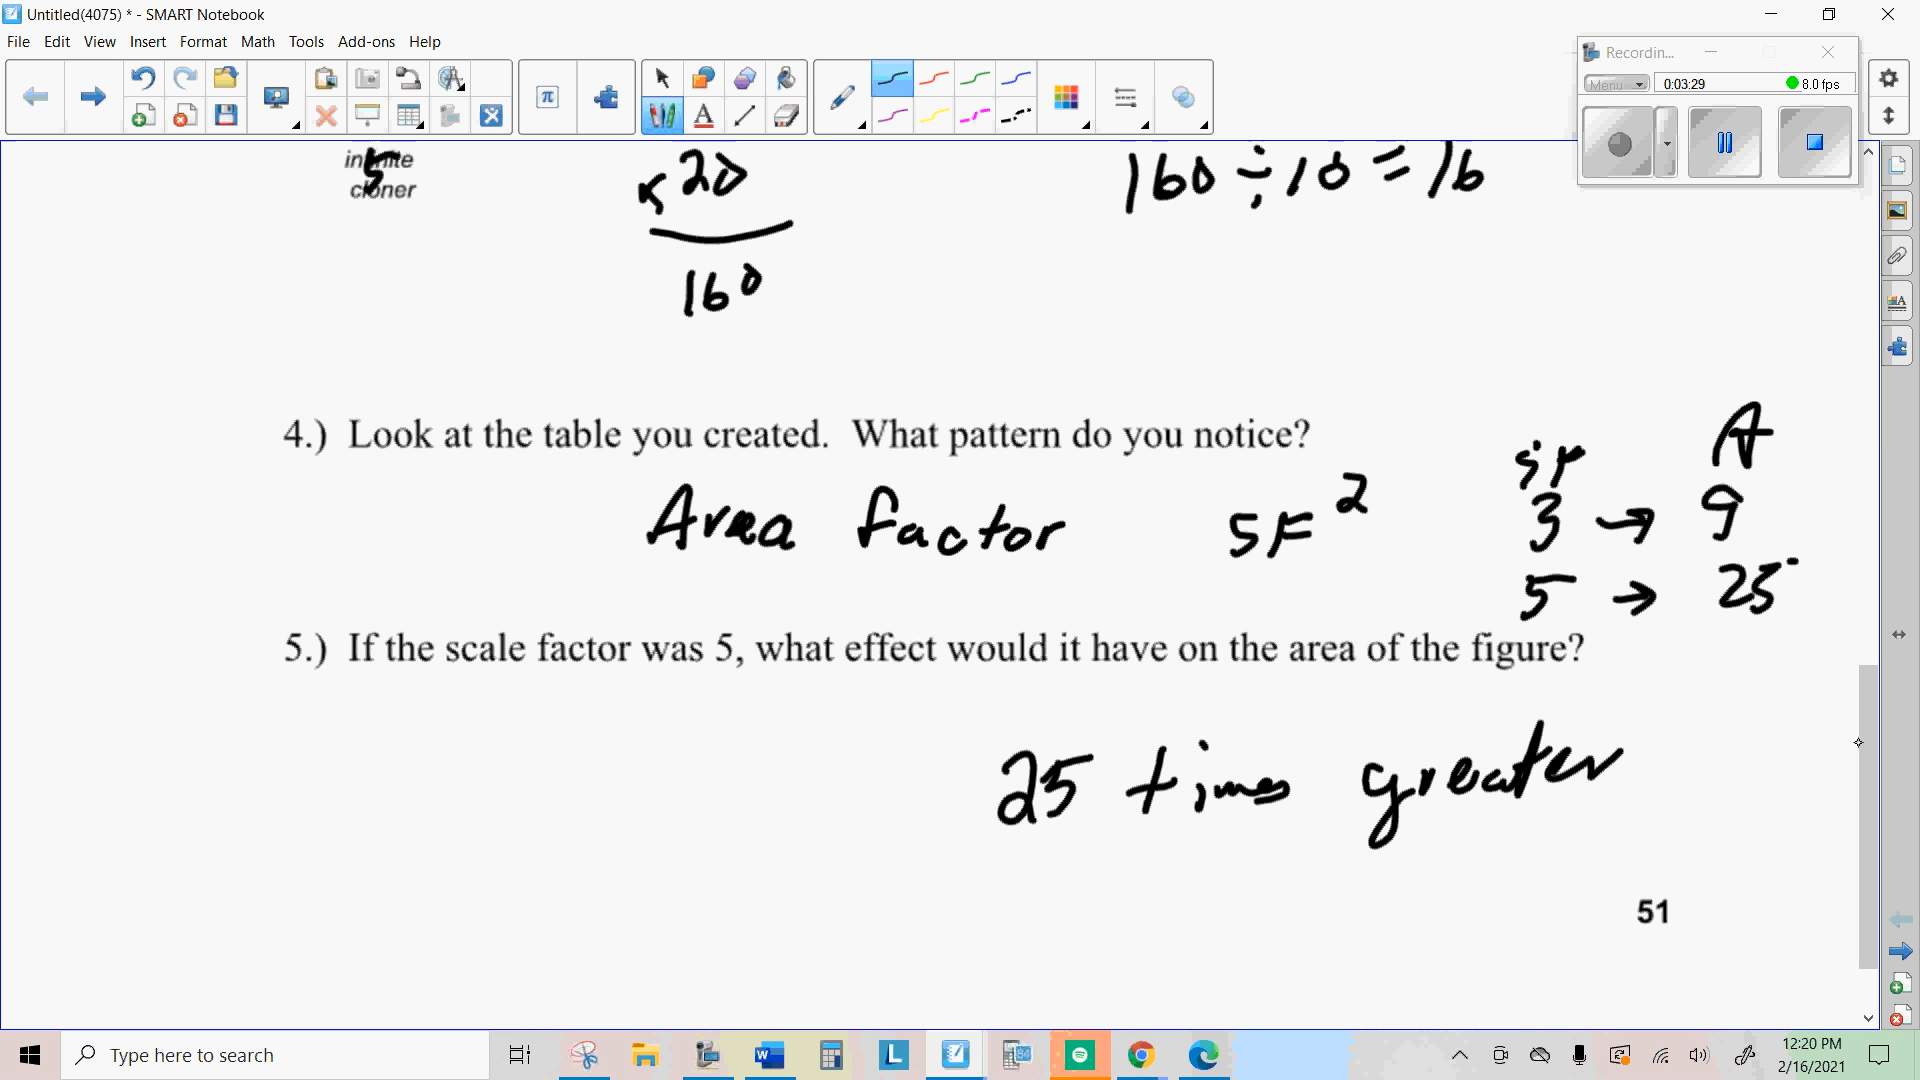 Untitled(4075) * - SMART Notebook
File Edit View Insert Format Math Tools Add-ons Help
Recordin...
Menu 0:03:29 8.0 fps
π
A
infinite
cloner
5
x 20
160
160 ÷ 10 = 16
4.) Look at the table you created. What pattern do you notice?
Area factor SF²
SF A
3 → 9
5 → 25
5.) If the scale factor was 5, what effect would it have on the area of the figure?
25 times greater
51
Type here to search
12:20 PM
2/16/2021